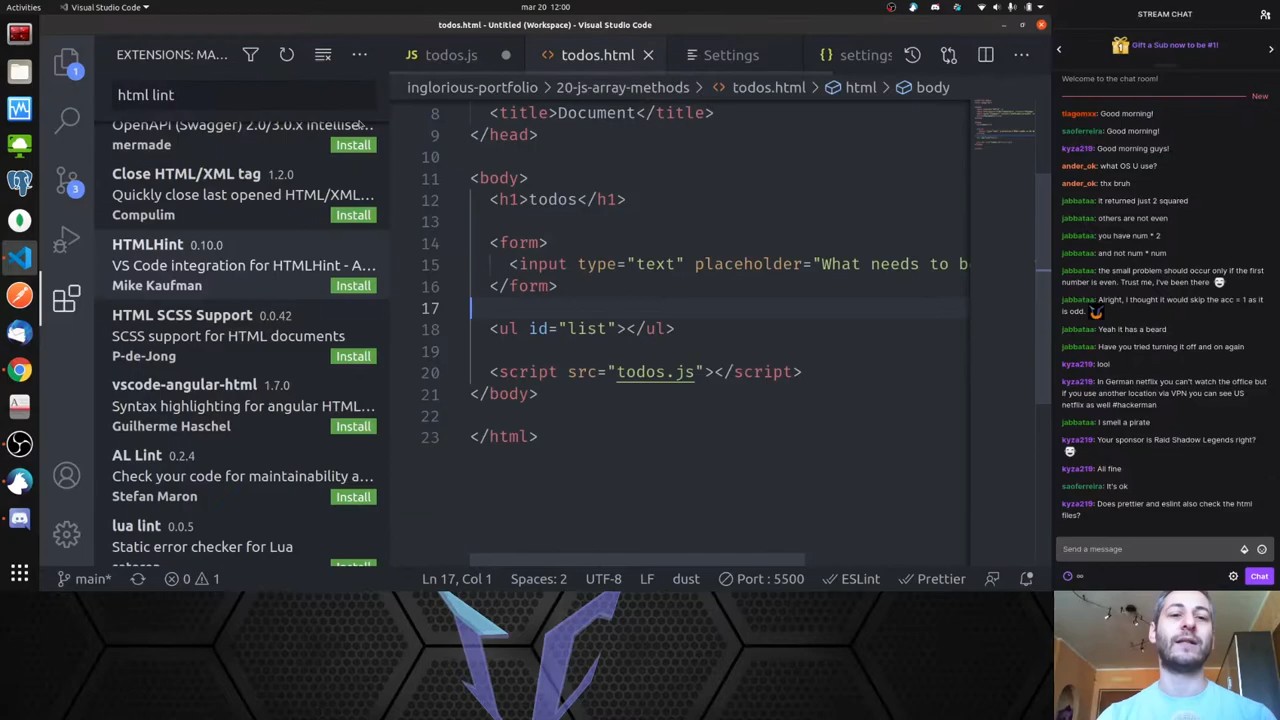 Activities
Visual Studio Code
mar 20 12:00
todos.html - Untitled (Workspace) - Visual Studio Code
EXTENSIONS: MA...
html lint
OpenAPI (Swagger) 2.0/3.0.x Intellise...
mermade
Install
Close HTML/XML tag 1.2.0
Quickly close last opened HTML/XML...
Compulim
Install
HTMLHint 0.10.0
VS Code integration for HTMLHint - A...
Mike Kaufman
Install
HTML SCSS Support 0.0.42
SCSS support for HTML documents
P-de-Jong
Install
vscode-angular-html 1.7.0
Syntax highlighting for angular HTML...
Guilherme Haschel
Install
AL Lint 0.2.4
Check your code for maintainability a...
Stefan Maron
Install
lua lint 0.0.5
Static error checker for Lua
Install
1
3
JS todos.js
<> todos.html
Settings
{} settings
inglorious-portfolio > 20-js-array-methods > <> todos.html > html > body
8 <title>Document</title>
9 </head>
10
11 <body>
12 <h1>todos</h1>
13
14 <form>
15 <input type="text" placeholder="What needs to b
16 </form>
17
18 <ul id="list"></ul>
19
20 <script src="todos.js"></script>
21 </body>
22
23 </html>
main* 0 1 Ln 17, Col 1 Spaces: 2 UTF-8 LF dust Port : 5500 ESLint Prettier
STREAM CHAT
Gift a Sub now to be #1!
Welcome to the chat room!
New
tiagomxx: Good morning!
saoferreira: Good morning!
kyza219: Good morning guys!
ander_ok: what OS U use?
ander_ok: thx bruh
jabbataa: it returned just 2 squared
jabbataa: others are not even
jabbataa: you have num * 2
jabbataa: and not num * num
jabbataa: the small problem should occur only if the first
number is even. Trust me, I've been there
jabbataa: Alright, I thought it would skip the acc = 1 as it
is odd.
jabbataa: Yeah it has a beard
jabbataa: Have you tried turning it off and on again
kyza219: lool
kyza219: In German netflix you can't watch the office but
if you use another location via VPN you can see US
netflix as well #hackerman
jabbataa: I smell a pirate
kyza219: Your sponsor is Raid Shadow Legends right?
kyza219: All fine
saoferreira: It's ok
kyza219: Does prettier and eslint also check the html
files?
Send a message
Chat